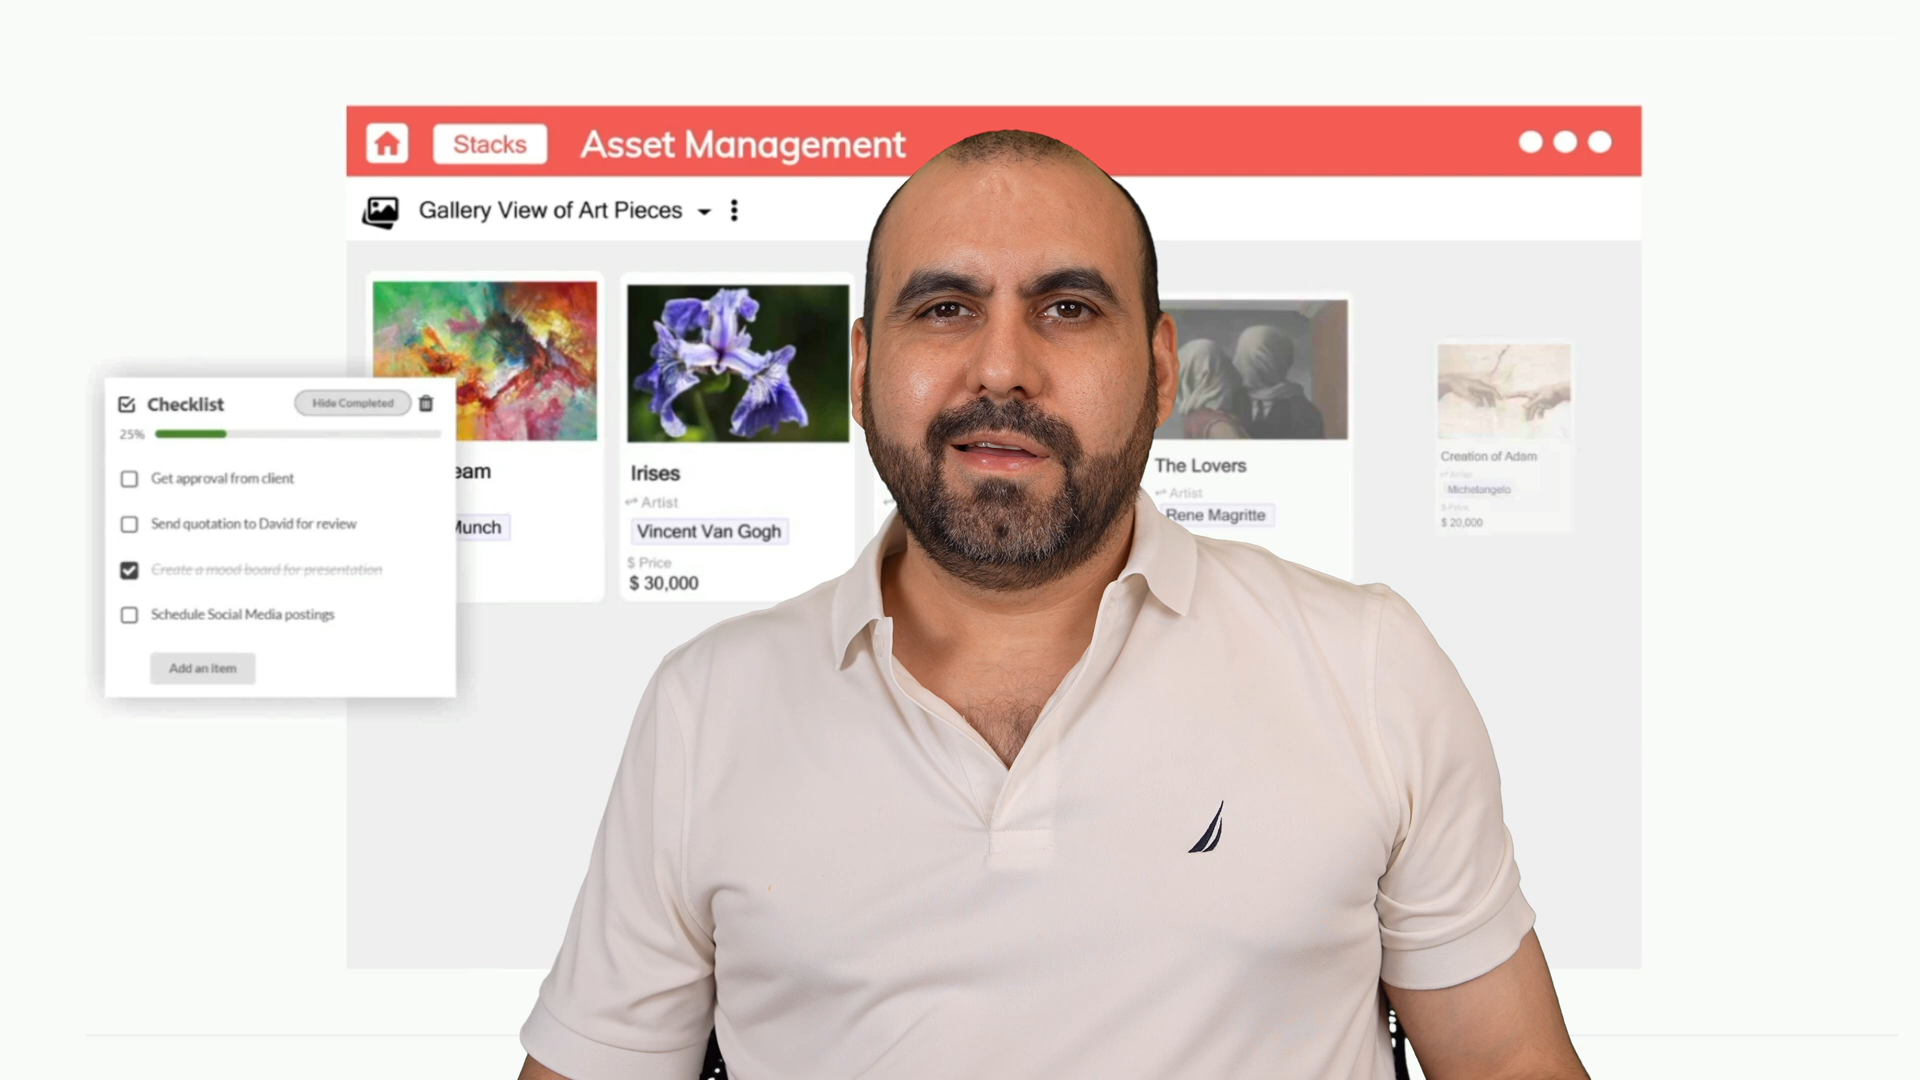 Stacks
Asset Management
Gallery View of Art Pieces
Checklist
Hide Completed
25%
Get approval from client
Send quotation to David for review
Create a mood board for presentation
Schedule Social Media postings
Add an item
eam
Munch
Irises
Artist
Vincent Van Gogh
$ Price
$ 30,000
The Lovers
Artist
Rene Magritte
Creation of Adam
Artist
Michelangelo
$ Price
$ 20,000